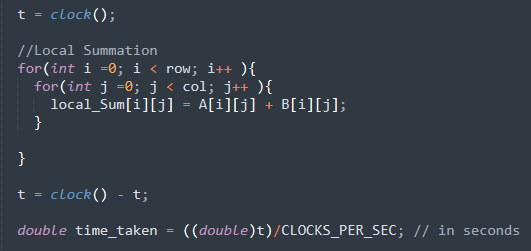 t = clock();
//Local Summation
for(int i =0; i < row; i++ ){
for(int j =0; j < col; j++ ){
local_Sum[i][j] = A[i][j] + B[i][j];
}
}
t = clock() - t;
double time_taken = ((double)t)/CLOCKS_PER_SEC; // in seconds